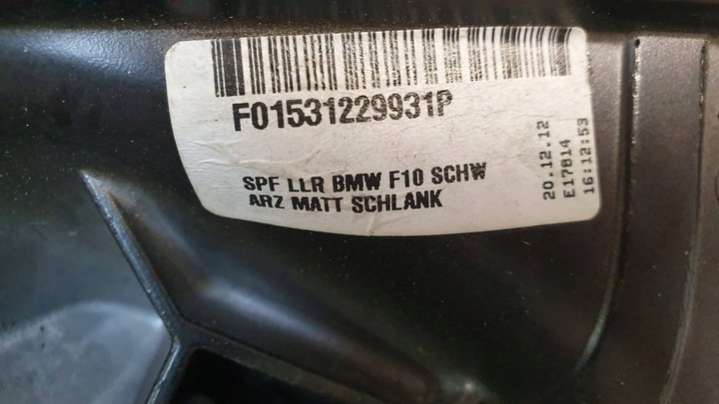 F01531229931P
SPF LLR BMW F10 SCHW
ARZ MATT SCHLANK
20.12.12
E17814
16:12:53